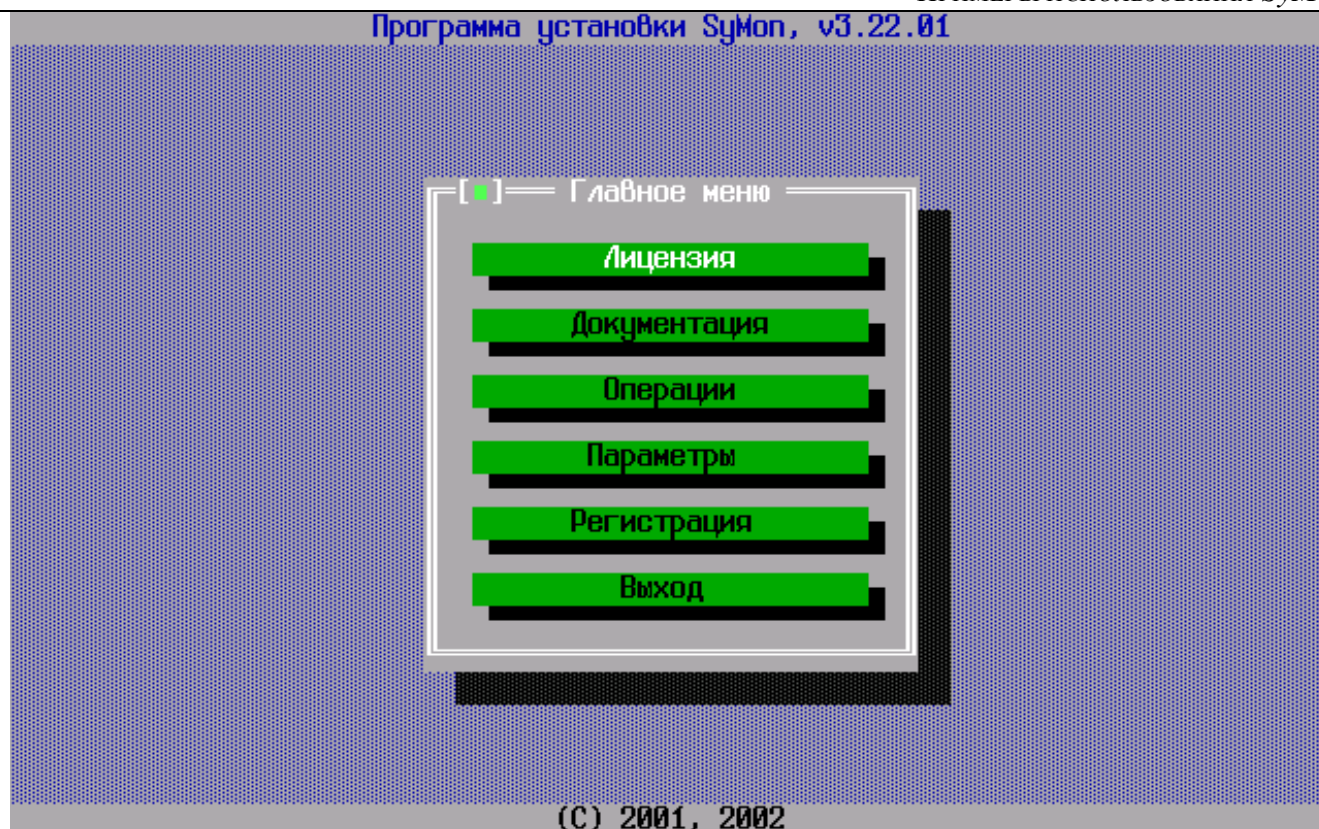 Программа установки SyMon, v3.22.01
[■] Главное меню
Лицензия
Документация
Операции
Параметры
Регистрация
Выход
(C) 2001, 2002